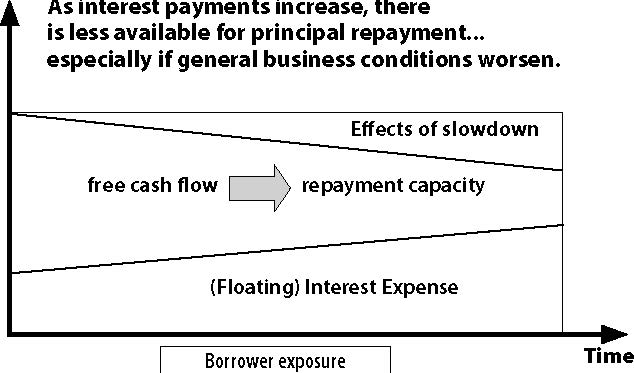 As interest payments increase, there
is less available for principal repayment...
especially if general business conditions worsen.
Effects of slowdown
free cash flow
repayment capacity
(Floating) Interest Expense
Time
Borrower exposure